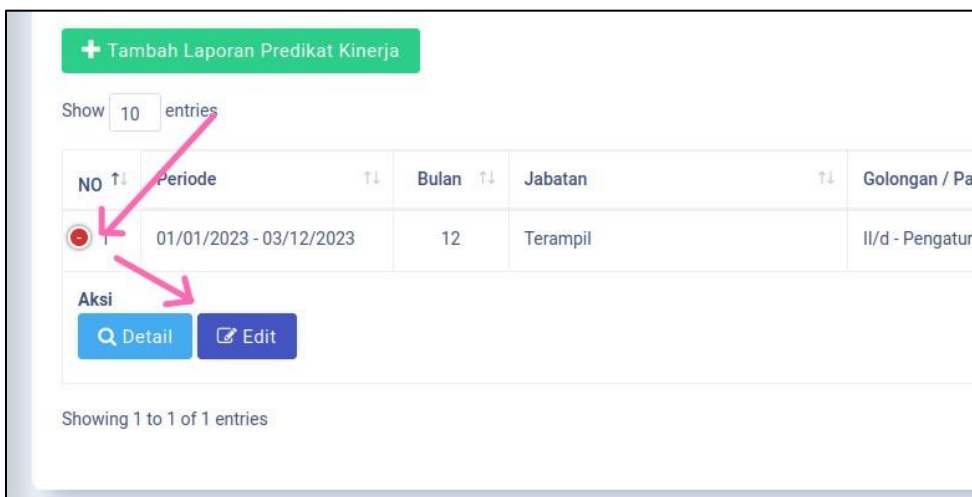 Tambah Laporan Predikat Kinerja
Show 10 entries
NO Periode Bulan Jabatan Golongan / Pa
1 01/01/2023 - 03/12/2023 12 Terampil II/d - Pengatur
Aksi
Detail Edit
Showing 1 to 1 of 1 entries